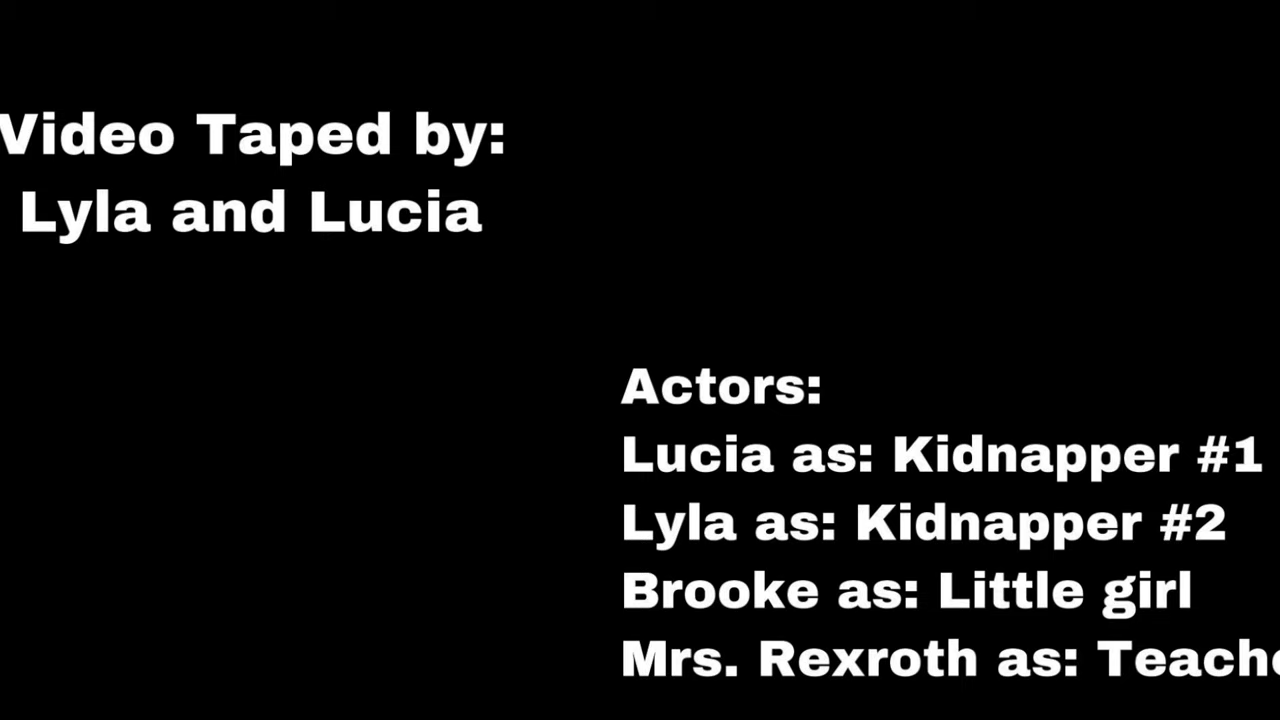 Video Taped by:
Lyla and Lucia
Actors:
Lucia as: Kidnapper #1
Lyla as: Kidnapper #2
Brooke as: Little girl
Mrs. Rexroth as: